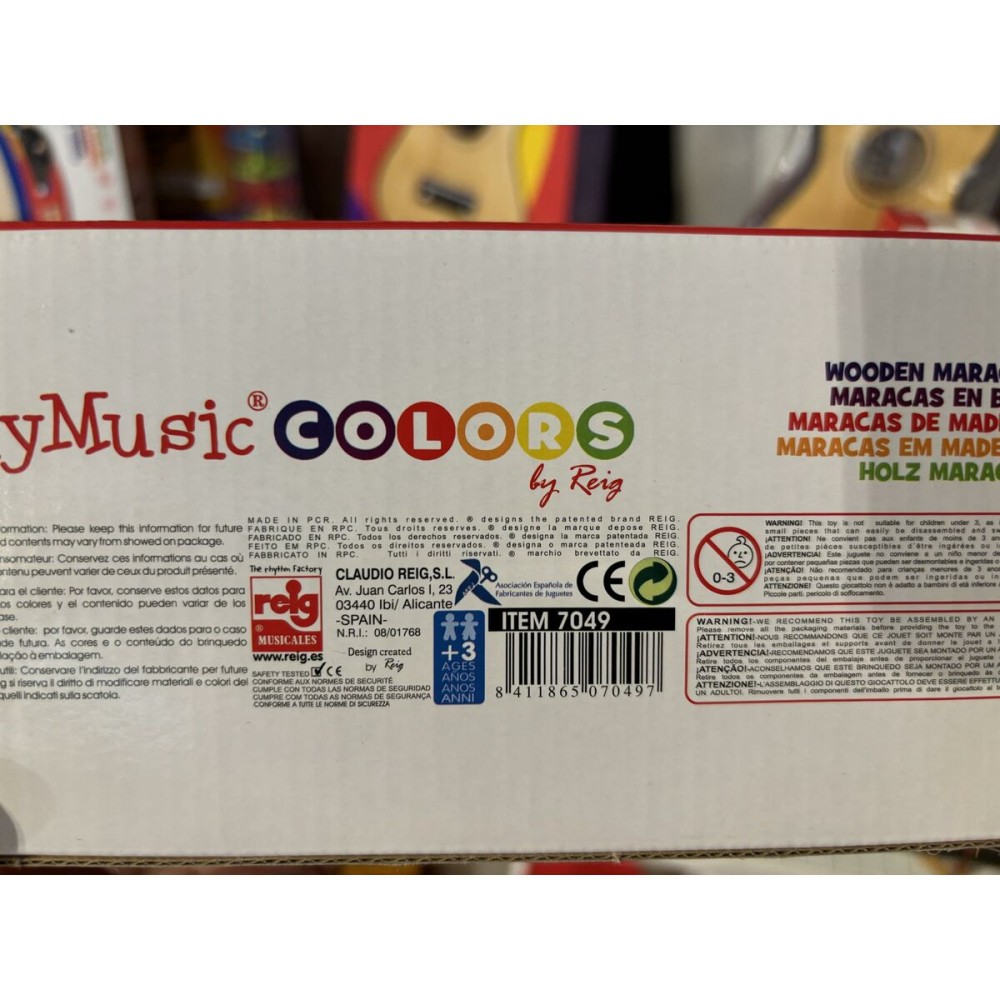 yMusic® COLORS
by Reig
WOODEN MARAC
MARACAS EN B
MARACAS DE MADE
MARACAS EM MADE
HOLZ MARAC
ormation: Please keep this information for future
d contents may vary from showed on package.
nsomateur: Conservez ces informations au cas où
ntenu peuvent varier de ceux du produit présenté.
ara el cliente: Por favor, conserve estos datos para
os colores y el contenido pueden variar de los
ase.
cliente: por favor, guarde estes dados para o caso
de futura. As cores e o conteúdo do brinquedo
lação à embalagem.
utili: Conservare l'indirizzo del fabbricante per future
g si riserva il diritto di modificare materiali e colori del
quelli indicati sulla scatola.
MADE IN PCR. All rights reserved. ® designs the patented brand REIG.
FABRIQUE EN RPC. Tous droits reserves. ® designa la marque depose REIG.
FABRICADO EN RPC. Todos los derechos reservados. ® designa la marca patentada REIG.
FEITO EM RPC. Todos os direitos reservados. ® designa o marca patentada REIG.
FABBRICATO IN RPC. Tutti i diritti riservati. ® marchio brevettato da REIG.
The rhythm factory
reig
®
MUSICALES
www.reig.es
CLAUDIO REIG,S.L.
Av. Juan Carlos I, 23
03440 Ibi/ Alicante
-SPAIN-
N.R.I.: 08/01768
Design created
by Reig
SAFETY TESTED CE
CONFORME AUX NORMES DE SÉCURITÉ
CUMPLE CON TODAS LAS NORMAS DE SEGURIDAD
CUMPRE COM TODAS AS NORMAS DE SEGURANÇA
CONFORME A TUTTE LE NORME DI SICUREZZA
Asociación Española de
Fabricantes de Juguetes
CE
+3
AGES
AÑOS
ANOS
ANNI
ITEM 7049
8 411865 070497
0-3
WARNING! This toy is not suitable for children under 3, as
small pieces that can easily be disassembled and
¡ATTENTION! Ne convient pas aux enfants de moins de 3 an
de petites pièces susceptibles d'être ingérées ou
¡ADVERTENCIA! Este juguete no conviene a un niño
por contener pequeñas piezas que pueden ser desmontables e ingeridas o
¡ATENÇÃO! Não recomendado para crianças menores de 3
peças pequenas que podem ser ingeridas ou
¡ATTENZIONE! Questo giocattolo non è adatto a bambini di età inferiore
Piccole parti. pericolo di soffocamento.
WARNING!-WE RECOMMEND THIS TOY BE ASSEMBLED BY AN
Please remove all the packaging materials before providing the toy to the
¡ATTENTION!-NOUS RECOMMANDONS QUE CE JOUET SOIT MONTE PAR UN
Retirez tous les emballages et supports avant de donner le jouet a
¡ADVERTENCIA!-RECOMENDAMOS QUE ESTE JUGUETE SEA MONTADO POR UN
Retire todos los componentes del embalaje antes de proporcionar el juguete
¡ATENÇÃO!-ACONSELHAMOS QUE ESTE BRINQUEDO SEJA MONTADO POR UM
Retire todos os componentes da embalagem antes de fornecer o brinquedo às
ATTENZIONE!-L'ASSEMBLAGGIO DI QUESTO GIOCATTOLO DEVE ESSERE EFFETTU
UN ADULTO). Rimuovere tutti i componenti dell'imballo prima di dare il giocattolo al